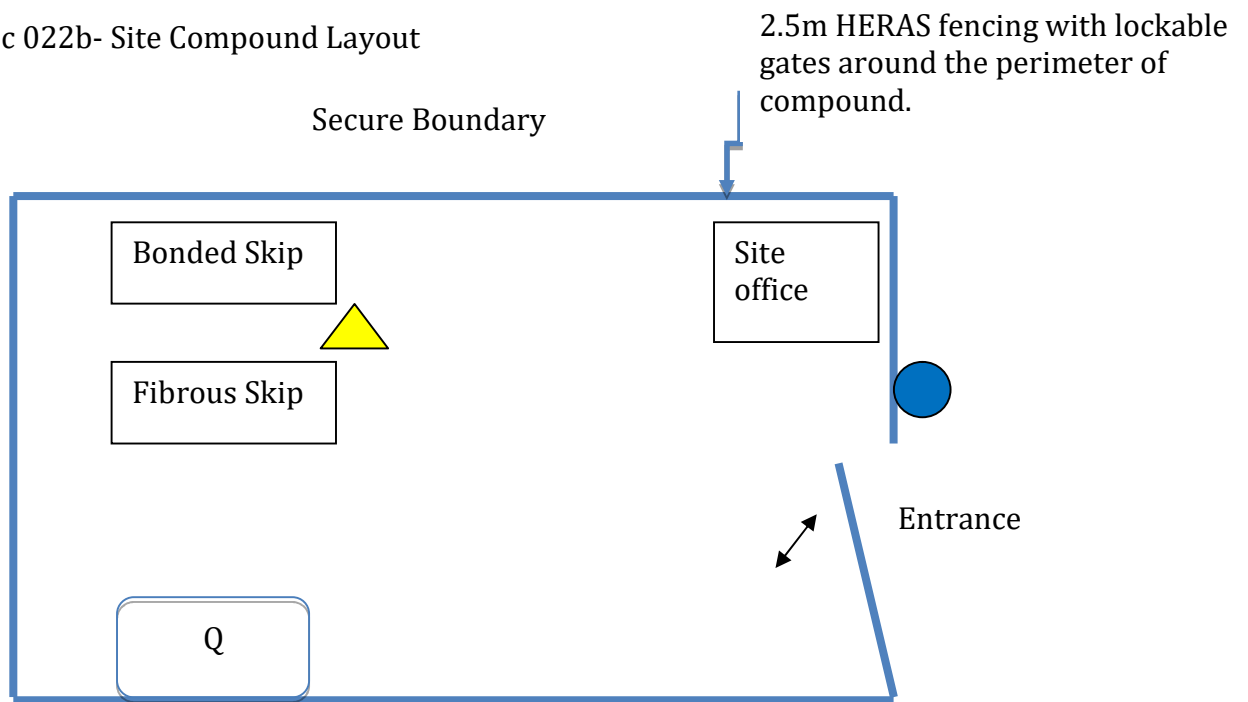 c 022b- Site Compound Layout
2.5m HERAS fencing with lockable
gates around the perimeter of
compound.
Secure Boundary
Bonded Skip
Site
office
Fibrous Skip
Entrance
Q